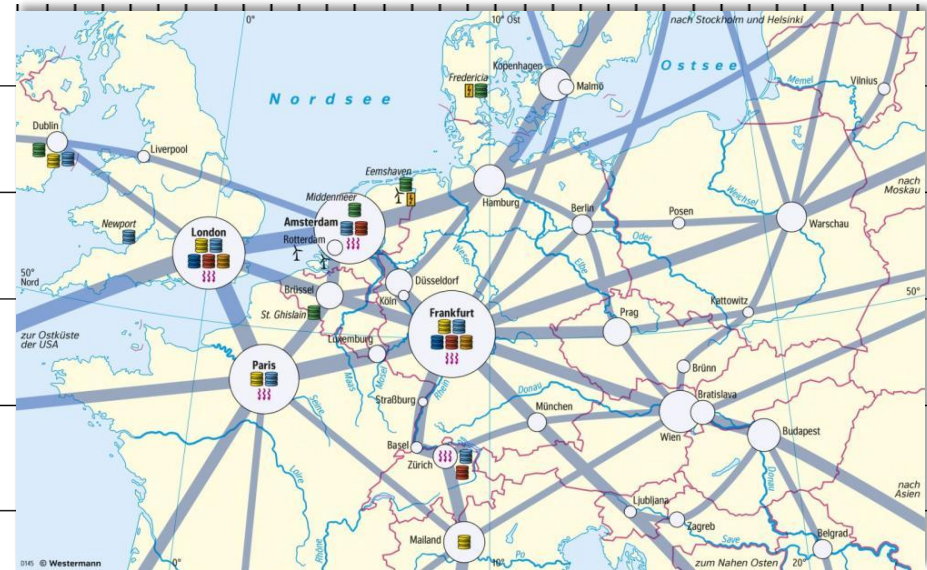 0°
10° Ost
nach Stockholm und Helsinki
Kopenhagen
Malmö
Ostsee
Fredericia
Memel
Vilnius
Nordsee
Dublin
Liverpool
Eemshaven
Middenmeer
Hamburg
Weichsel
nach
Moskau
Newport
London
Amsterdam
Rotterdam
Berlin
Posen
Warschau
Oder
Weser
Elbe
50°
Nord
Brüssel
Düsseldorf
Köln
50°
St. Ghislain
Frankfurt
Kattowitz
Prag
zur Ostküste
der USA
Luxemburg
Paris
Maas
Mosel
Rhein
Brünn
Straßburg
Donau
München
Bratislava
Seine
Wien
Budapest
Basel
Zürich
Loire
Donau
nach
Asien
Ljubljana
Zagreb
Mailand
Rhône
Save
Belgrad
Po
0145 © Westermann
0°
10°
zum Nahen Osten
20°